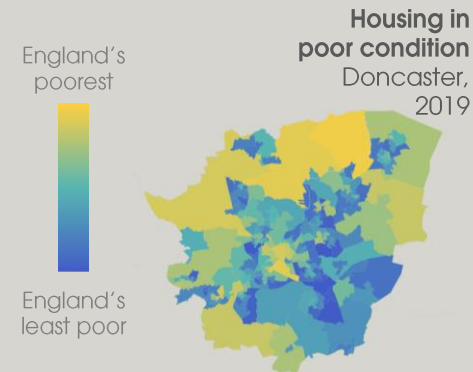 Housing in
poor condition
Doncaster,
2019
England's
poorest
England's
least poor